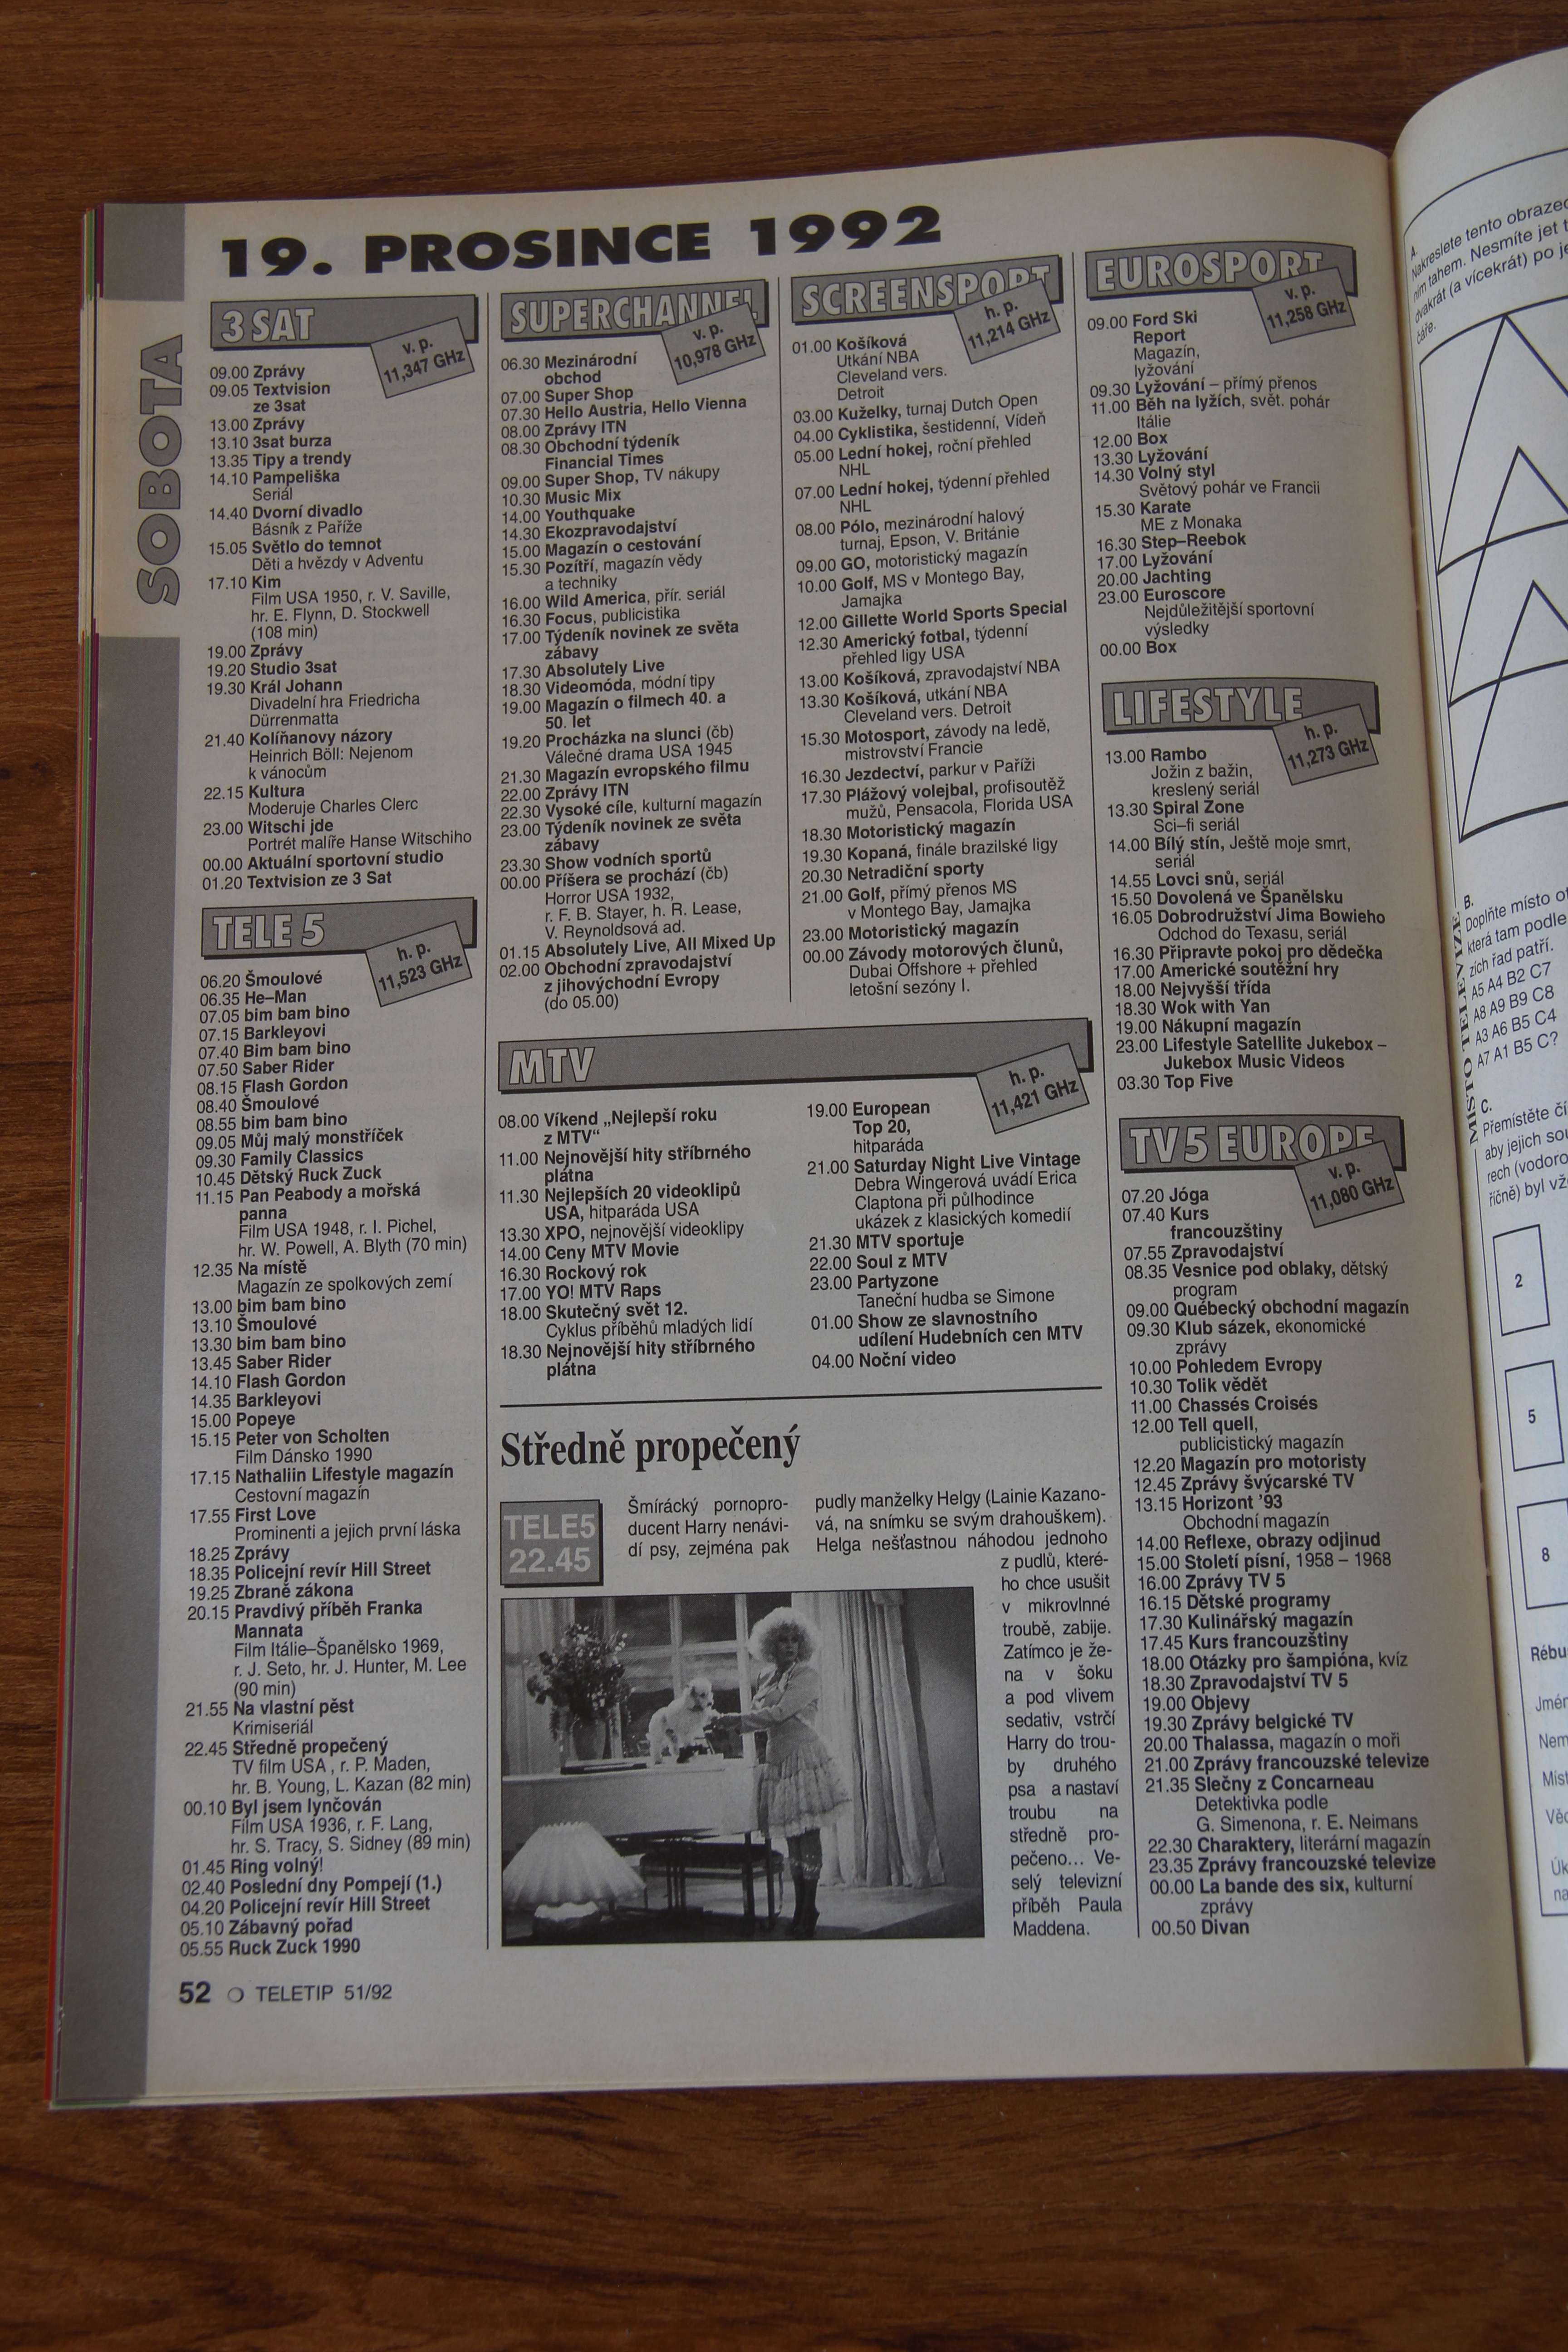 19. PROSINCE 1992
SOBOTA
3 SAT
v. p.
11,347 GHz
09.00 Zprávy
09.05 Textvision
ze 3sat
13.00 Zprávy
13.10 3sat burza
13.35 Tipy a trendy
14.10 Pampeliška
Seriál
14.40 Dvorní divadlo
Básník z Paříže
15.05 Světlo do temnot
Děti a hvězdy v Adventu
17.10 Kim
Film USA 1950, r. V. Saville,
hr. E. Flynn, D. Stockwell
(108 min)
19.00 Zprávy
19.20 Studio 3sat
19.30 Král Johann
Divadelní hra Friedricha
Dürrenmatta
21.40 Kolíňanovy názory
Heinrich Böll: Nejenom
k vánocům
22.15 Kultura
Moderuje Charles Clerc
23.00 Witschi jde
Portrét malíře Hanse Witschiho
00.00 Aktuální sportovní studio
01.20 Textvision ze 3 Sat
TELE 5
h. p.
11,523 GHz
06.20 Šmoulové
06.35 He–Man
07.05 bim bam bino
07.15 Barkleyovi
07.40 Bim bam bino
07.50 Saber Rider
08.15 Flash Gordon
08.40 Šmoulové
08.55 bim bam bino
09.05 Můj malý monstříček
09.30 Family Classics
10.45 Dětský Ruck Zuck
11.15 Pan Peabody a mořská
panna
Film USA 1948, r. I. Pichel,
hr. W. Powell, A. Blyth (70 min)
12.35 Na místě
Magazín ze spolkových zemí
13.00 bim bam bino
13.10 Šmoulové
13.30 bim bam bino
13.45 Saber Rider
14.10 Flash Gordon
14.35 Barkleyovi
15.00 Popeye
15.15 Peter von Scholten
Film Dánsko 1990
17.15 Nathaliin Lifestyle magazín
Cestovní magazín
17.55 First Love
Prominenti a jejich první láska
18.25 Zprávy
18.35 Policejní revír Hill Street
19.25 Zbraně zákona
20.15 Pravdivý příběh Franka
Mannata
Film Itálie–Španělsko 1969,
r. J. Seto, hr. J. Hunter, M. Lee
(90 min)
21.55 Na vlastní pěst
Krimiseriál
22.45 Středně propečený
TV film USA , r. P. Maden,
hr. B. Young, L. Kazan (82 min)
00.10 Byl jsem lynčován
Film USA 1936, r. F. Lang,
hr. S. Tracy, S. Sidney (89 min)
01.45 Ring volný!
02.40 Poslední dny Pompejí (1.)
04.20 Policejní revír Hill Street
05.10 Zábavný pořad
05.55 Ruck Zuck 1990
SUPERCHANNEL
v. p.
10,978 GHz
06.30 Mezinárodní
obchod
07.00 Super Shop
07.30 Hello Austria, Hello Vienna
08.00 Zprávy ITN
08.30 Obchodní týdeník
Financial Times
09.00 Super Shop, TV nákupy
10.30 Music Mix
14.00 Youthquake
14.30 Ekozpravodajství
15.00 Magazín o cestování
15.30 Pozítří, magazín vědy
a techniky
16.00 Wild America, přír. seriál
16.30 Focus, publicistika
17.00 Týdeník novinek ze světa
zábavy
17.30 Absolutely Live
18.30 Videomóda, módní tipy
19.00 Magazín o filmech 40. a
50. let
19.20 Procházka na slunci (čb)
Válečné drama USA 1945
21.30 Magazín evropského filmu
22.00 Zprávy ITN
22.30 Vysoké cíle, kulturní magazín
23.00 Týdeník novinek ze světa
zábavy
23.30 Show vodních sportů
00.00 Příšera se prochází (čb)
Horror USA 1932,
r. F. B. Stayer, h. R. Lease,
V. Reynoldsová ad.
01.15 Absolutely Live, All Mixed Up
02.00 Obchodní zpravodajství
z jihovýchodní Evropy
(do 05.00)
SCREENSPORT
h. p.
11,214 GHz
01.00 Košíková
Utkání NBA
Cleveland vers.
Detroit
03.00 Kuželky, turnaj Dutch Open
04.00 Cyklistika, šestidenní, Vídeň
05.00 Lední hokej, roční přehled
NHL
07.00 Lední hokej, týdenní přehled
NHL
08.00 Pólo, mezinárodní halový
turnaj, Epson, V. Británie
09.00 GO, motoristický magazín
10.00 Golf, MS v Montego Bay,
Jamajka
12.00 Gillette World Sports Special
12.30 Americký fotbal, týdenní
přehled ligy USA
13.00 Košíková, zpravodajství NBA
13.30 Košíková, utkání NBA
Cleveland vers. Detroit
15.30 Motosport, závody na ledě,
mistrovství Francie
16.30 Jezdectví, parkur v Paříži
17.30 Plážový volejbal, profisoutěž
mužů, Pensacola, Florida USA
18.30 Motoristický magazín
19.30 Kopaná, finále brazilské ligy
20.30 Netradiční sporty
21.00 Golf, přímý přenos MS
v Montego Bay, Jamajka
23.00 Motoristický magazín
00.00 Závody motorových člunů,
Dubai Offshore + přehled
letošní sezóny I.
MTV
h. p.
11,421 GHz
08.00 Víkend „Nejlepší roku
z MTV“
11.00 Nejnovější hity stříbrného
plátna
11.30 Nejlepších 20 videoklipů
USA, hitparáda USA
13.30 XPO, nejnovější videoklipy
14.00 Ceny MTV Movie
16.30 Rockový rok
17.00 YO! MTV Raps
18.00 Skutečný svět 12.
Cyklus příběhů mladých lidí
18.30 Nejnovější hity stříbrného
plátna
19.00 European
Top 20,
hitparáda
21.00 Saturday Night Live Vintage
Debra Wingerová uvádí Erica
Claptona při půlhodince
ukázek z klasických komedií
21.30 MTV sportuje
22.00 Soul z MTV
23.00 Partyzone
Taneční hudba se Simone
01.00 Show ze slavnostního
udílení Hudebních cen MTV
04.00 Noční video
Středně propečený
TELE5
22.45
Šmírácký pornopro-
ducent Harry nenávi-
dí psy, zejména pak
pudly manželky Helgy (Lainie Kazano-
vá, na snímku se svým drahouškem).
Helga nešťastnou náhodou jednoho
z pudlů, které-
ho chce usušit
v mikrovlnné
troubě, zabije.
Zatímco je že-
na v šoku
a pod vlivem
sedativ, vstrčí
Harry do trou-
by druhého
psa a nastaví
troubu na
středně pro-
pečeno... Ve-
selý televizní
příběh Paula
Maddena.
EUROSPORT
v. p.
11,258 GHz
09.00 Ford Ski
Report
Magazín,
lyžování
09.30 Lyžování – přímý přenos
11.00 Běh na lyžích, svět. pohár
Itálie
12.00 Box
13.30 Lyžování
14.30 Volný styl
Světový pohár ve Francii
15.30 Karate
ME z Monaka
16.30 Step–Reebok
17.00 Lyžování
20.00 Jachting
23.00 Euroscore
Nejdůležitější sportovní
výsledky
00.00 Box
LIFESTYLE
h. p.
11,273 GHz
13.00 Rambo
Jožin z bažin,
kreslený seriál
13.30 Spiral Zone
Sci–fi seriál
14.00 Bílý stín, Ještě moje smrt,
seriál
14.55 Lovci snů, seriál
15.50 Dovolená ve Španělsku
16.05 Dobrodružství Jima Bowieho
Odchod do Texasu, seriál
16.30 Připravte pokoj pro dědečka
17.00 Americké soutěžní hry
18.00 Nejvyšší třída
18.30 Wok with Yan
19.00 Nákupní magazín
23.00 Lifestyle Satellite Jukebox –
Jukebox Music Videos
03.30 Top Five
TV5 EUROPE
v. p.
11,080 GHz
07.20 Jóga
07.40 Kurs
francouzštiny
07.55 Zpravodajství
08.35 Vesnice pod oblaky, dětský
program
09.00 Québecký obchodní magazín
09.30 Klub sázek, ekonomické
zprávy
10.00 Pohledem Evropy
10.30 Tolik vědět
11.00 Chassés Croisés
12.00 Tell quell,
publicistický magazín
12.20 Magazín pro motoristy
12.45 Zprávy švýcarské TV
13.15 Horizont '93
Obchodní magazín
14.00 Reflexe, obrazy odjinud
15.00 Století písní, 1958 – 1968
16.00 Zprávy TV 5
16.15 Dětské programy
17.30 Kulinářský magazín
17.45 Kurs francouzštiny
18.00 Otázky pro šampióna, kvíz
18.30 Zpravodajství TV 5
19.00 Objevy
19.30 Zprávy belgické TV
20.00 Thalassa, magazín o moři
21.00 Zprávy francouzské televize
21.35 Slečny z Concarneau
Detektivka podle
G. Simenona, r. E. Neimans
22.30 Charaktery, literární magazín
23.35 Zprávy francouzské televize
00.00 La bande des six, kulturní
zprávy
00.50 Divan
52 TELETIP 51/92
A.
Nakreslete tento obrazec
ním tahem. Nesmíte jet
dvakrát (a vícekrát) po
čáře.
MÍSTO TELEVIZE
B.
Doplňte místo
která tam podle
zích řad patří.
A5 A4 B2 C7
A8 A9 B9 C8
A3 A6 B5 C4
A7 A1 B5 C?
C.
Přemístěte
aby jejich
rech
2
5
8